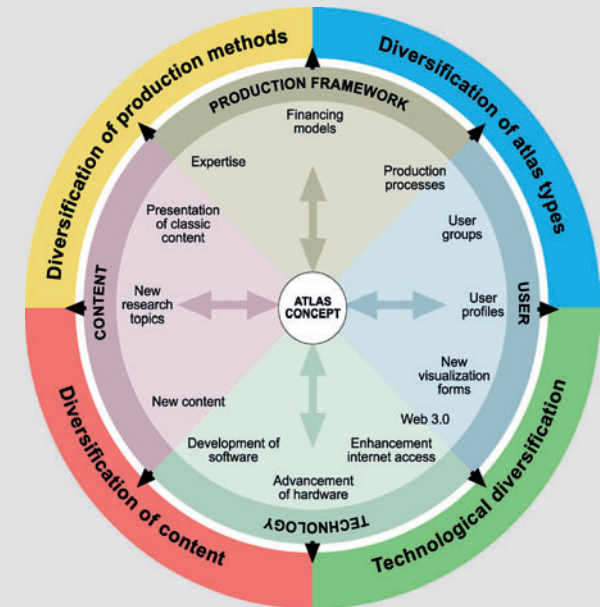 Diversification of production methods
Diversification of atlas types
PRODUCTION FRAMEWORK
Financing
models
Expertise
Production
processes
Presentation
of classic
content
User
groups
CONTENT
New
research
topics
ATLAS
CONCEPT
User
profiles
USER
New
visualization
forms
New content
Web 3.0
Development of
software
Enhancement
internet access
Advancement
of hardware
TECHNOLOGY
Diversification of content
Technological diversification